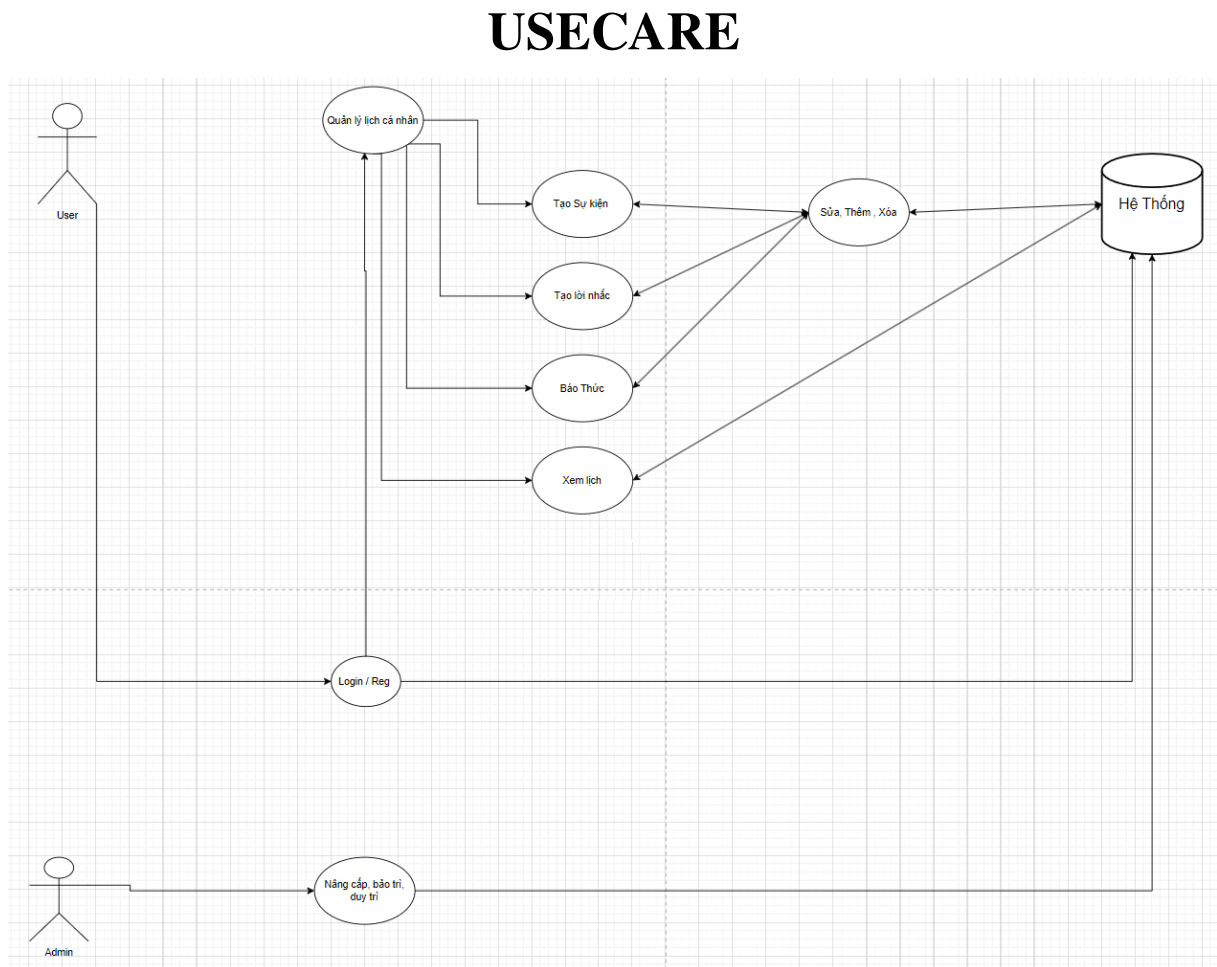 USECARE
Quản lý lịch cá nhân
User
Tạo Sự kiện
Sửa, Thêm , Xóa
Hệ Thống
Tạo lời nhắc
Báo Thức
Xem lịch
Login / Reg
Nâng cấp, bảo trì,
duy trì
Admin